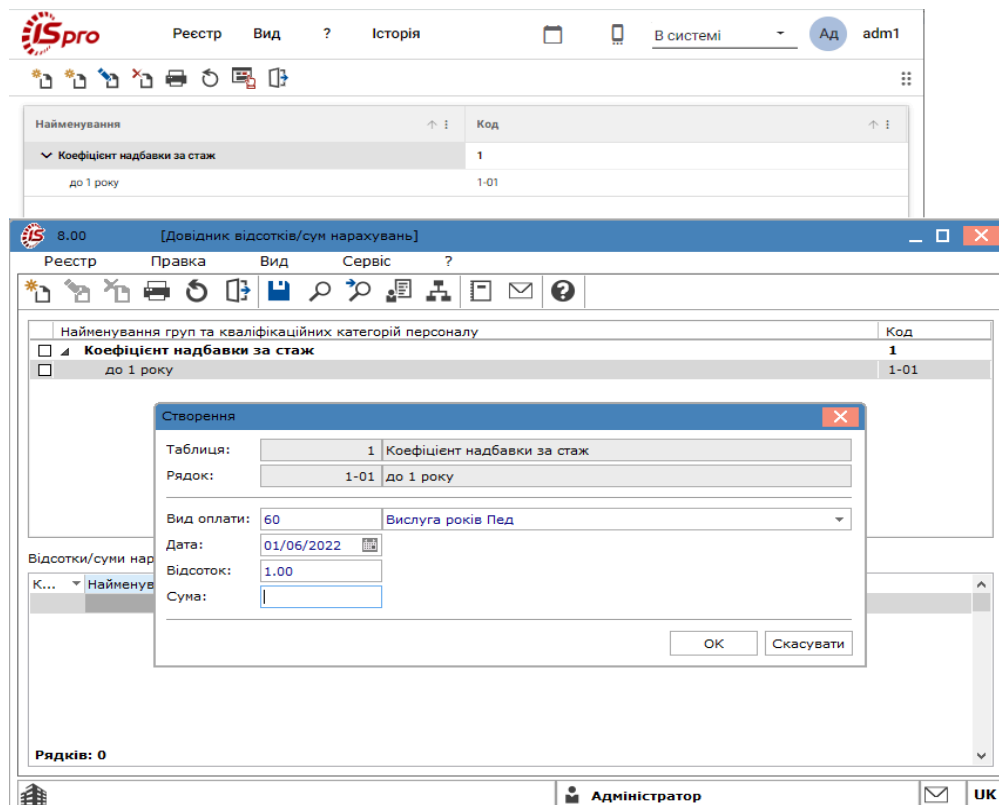 iSpro Реєстр Вид ? Історія В системі Ад adm1
Найменування Код
Коефіцієнт надбавки за стаж 1
до 1 року 1-01
iS 8.00 [Довідник відсотків/сум нарахувань]
Реєстр Правка Вид Сервіс ?
Найменування груп та кваліфікаційних категорій персоналу Код
Коефіцієнт надбавки за стаж 1
до 1 року 1-01
Створення
Таблиця: 1 Коефіцієнт надбавки за стаж
Рядок: 1-01 до 1 року
Вид оплати: 60 Вислуга років Пед
Дата: 01/06/2022
Відсотки/суми нар
Відсоток: 1.00
К... Найменув
Сума:
ОК Скасувати
Рядків: 0
Адміністратор UK